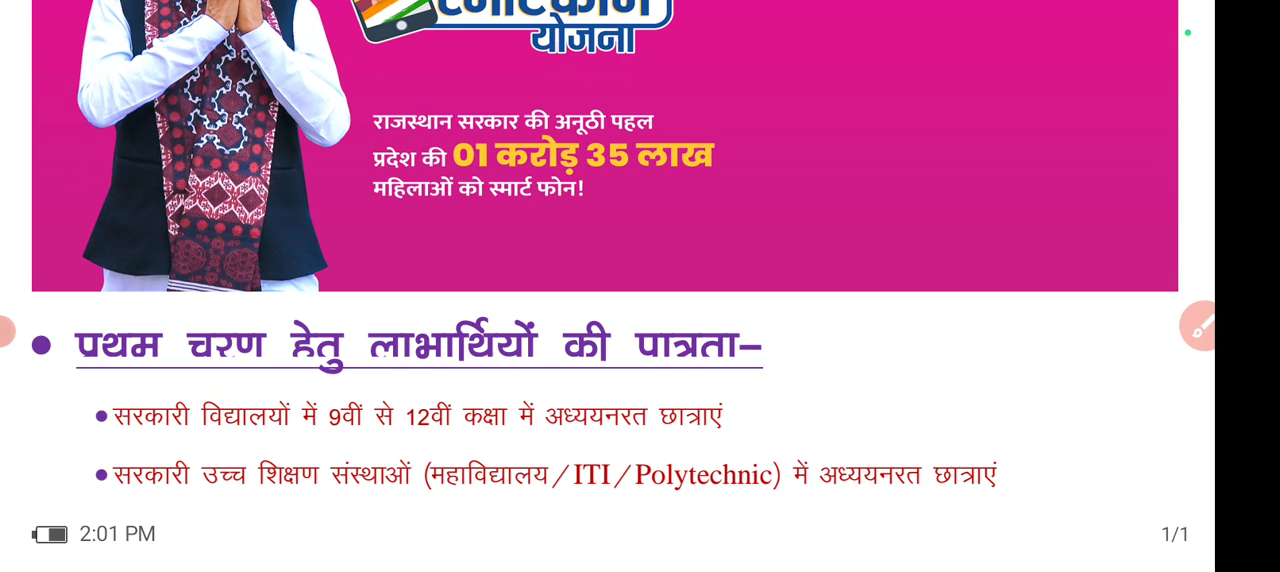 स्मार्टफोन
योजना
राजस्थान सरकार की अनूठी पहल
प्रदेश की 01 करोड़ 35 लाख
महिलाओं को स्मार्ट फोन!
• प्रथम चरण हेतु लाभार्थियों की पात्रता–
• सरकारी विद्यालयों में 9वीं से 12वीं कक्षा में अध्ययनरत छात्राएं
• सरकारी उच्च शिक्षण संस्थाओं (महाविद्यालय/ITI/Polytechnic) में अध्ययनरत छात्राएं
2:01 PM
1/1